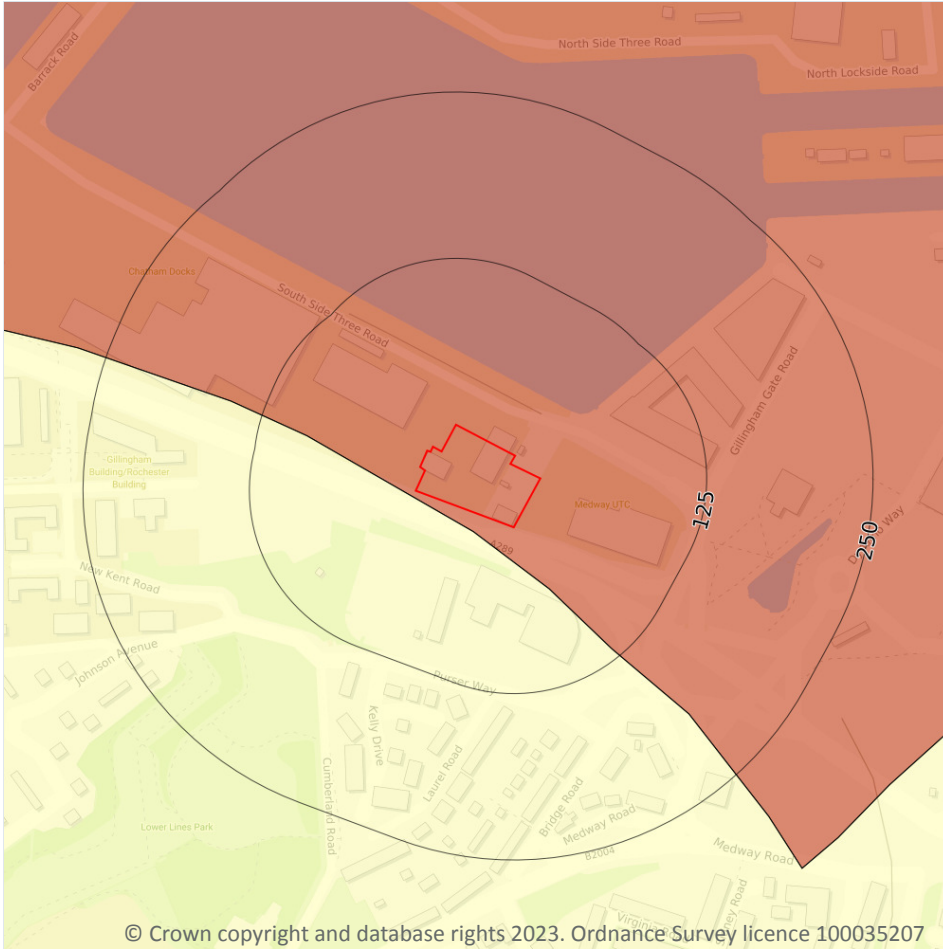 Barrack Road
North Side Three Road
North Lockside Road
Chatham Docks
South Side Three Road
Gillingham Gate Road
Gillingham
Building/Rochester
Building
Medway UTC
125
250
A289
New Kent Road
Johnson Avenue
Purser Way
Kelly Drive
Laurel Road
Cumberland Road
Bridge Road
Medway Road
Lower Lines Park
B2004
Medway Road
Road
© Crown copyright and database rights 2023. Ordnance Survey licence 100035207